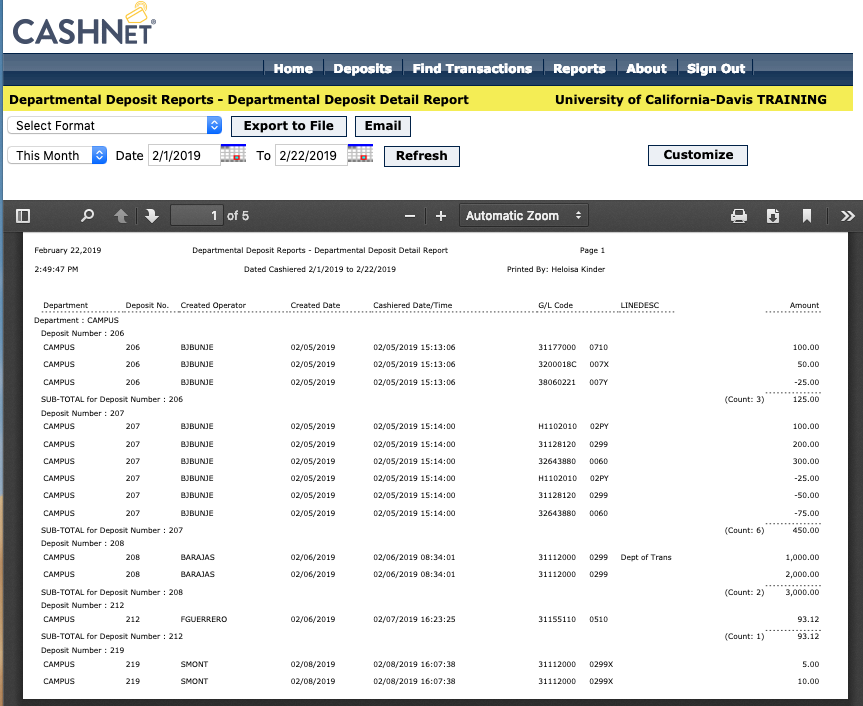 CASHNET®
Home Deposits Find Transactions Reports About Sign Out
Departmental Deposit Reports - Departmental Deposit Detail Report University of California-Davis TRAINING
Select Format Export to File Email
This Month Date 2/1/2019 To 2/22/2019 Refresh Customize
1 of 5 Automatic Zoom
February 22,2019 Departmental Deposit Reports - Departmental Deposit Detail Report Page 1
2:49:47 PM Dated Cashiered 2/1/2019 to 2/22/2019 Printed By: Heloisa Kinder
Department Deposit No. Created Operator Created Date Cashiered Date/Time G/L Code LINEDESC Amount
Department : CAMPUS
Deposit Number : 206
CAMPUS 206 BJBUNJE 02/05/2019 02/05/2019 15:13:06 31177000 0710 100.00
CAMPUS 206 BJBUNJE 02/05/2019 02/05/2019 15:13:06 3200018C 007X 50.00
CAMPUS 206 BJBUNJE 02/05/2019 02/05/2019 15:13:06 38060221 007Y -25.00
SUB-TOTAL for Deposit Number : 206 (Count: 3) 125.00
Deposit Number : 207
CAMPUS 207 BJBUNJE 02/05/2019 02/05/2019 15:14:00 H1102010 02PY 100.00
CAMPUS 207 BJBUNJE 02/05/2019 02/05/2019 15:14:00 31128120 0299 200.00
CAMPUS 207 BJBUNJE 02/05/2019 02/05/2019 15:14:00 32643880 0060 300.00
CAMPUS 207 BJBUNJE 02/05/2019 02/05/2019 15:14:00 H1102010 02PY -25.00
CAMPUS 207 BJBUNJE 02/05/2019 02/05/2019 15:14:00 31128120 0299 -50.00
CAMPUS 207 BJBUNJE 02/05/2019 02/05/2019 15:14:00 32643880 0060 -75.00
SUB-TOTAL for Deposit Number : 207 (Count: 6) 450.00
Deposit Number : 208
CAMPUS 208 BARAJAS 02/06/2019 02/06/2019 08:34:01 31112000 0299 Dept of Trans 1,000.00
CAMPUS 208 BARAJAS 02/06/2019 02/06/2019 08:34:01 31112000 0299 2,000.00
SUB-TOTAL for Deposit Number : 208 (Count: 2) 3,000.00
Deposit Number : 212
CAMPUS 212 FGUERRERO 02/06/2019 02/07/2019 16:23:25 31155110 0510 93.12
SUB-TOTAL for Deposit Number : 212 (Count: 1) 93.12
Deposit Number : 219
CAMPUS 219 SMONT 02/08/2019 02/08/2019 16:07:38 31112000 0299X 5.00
CAMPUS 219 SMONT 02/08/2019 02/08/2019 16:07:38 31112000 0299X 10.00